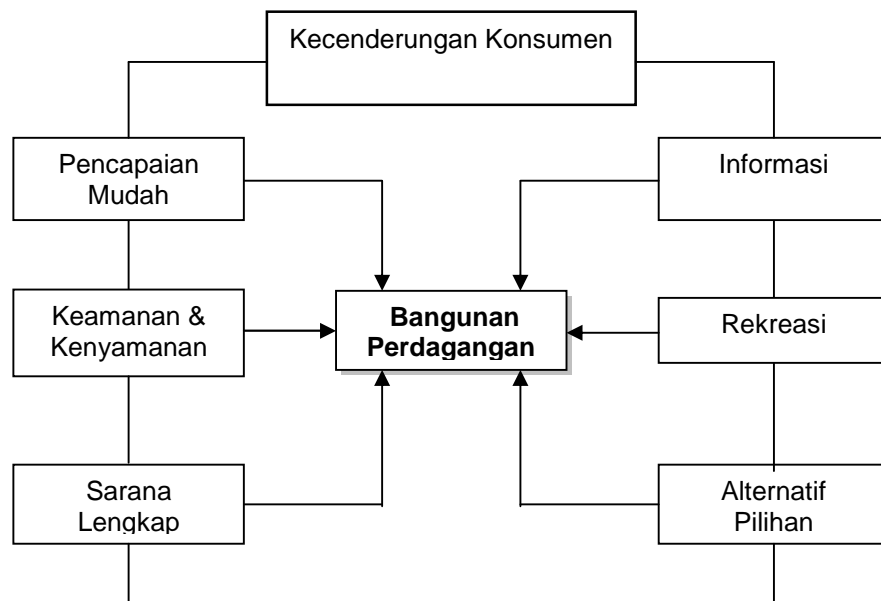 Kecenderungan Konsumen
Pencapaian
Mudah
Informasi
Keamanan &
Kenyamanan
Bangunan
Perdagangan
Rekreasi
Sarana
Lengkap
Alternatif
Pilihan